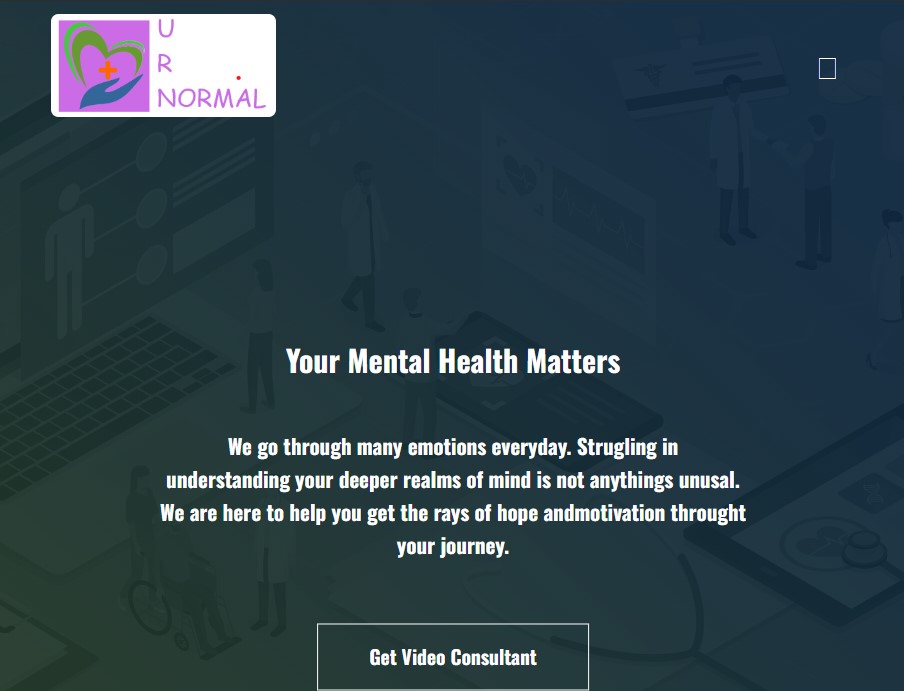 U
R
NORMAL
Your Mental Health Matters
We go through many emotions everyday. Strugling in
understanding your deeper realms of mind is not anythings unusal.
We are here to help you get the rays of hope andmotivation throught
your journey.
Get Video Consultant